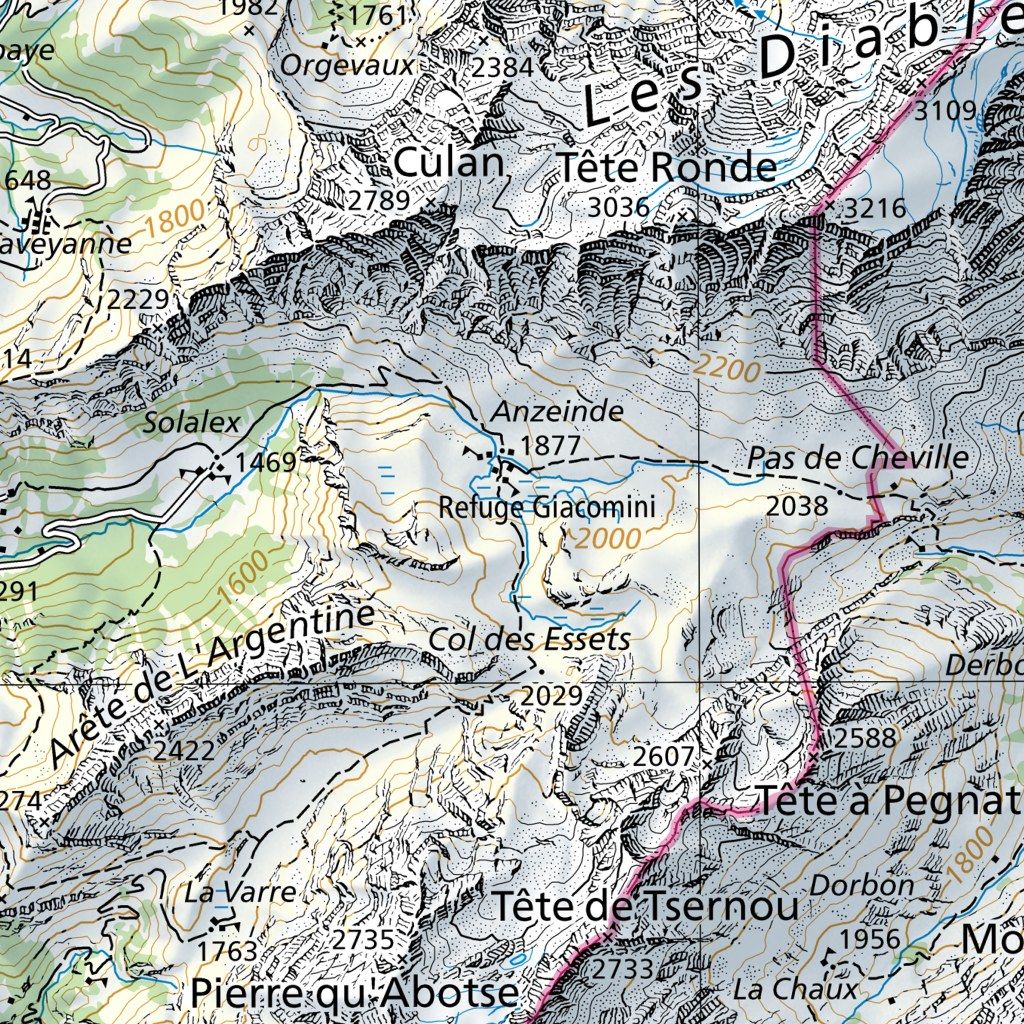 1982
1761
Orgevaux
2384
Les Diable
3109
Culan
Tête Ronde
2789
3036
3216
648
1800
aveyanne
2229
14
2200
Solalex
Anzeinde
1877
1469
Pas de Cheville
2038
Refuge Giacomini
2000
291
1600
Arête de L'Argentine
Col des Essets
2029
Derbo
2422
2607
2588
274
Tête à Pegnat
1800
La Varre
1763
Dorbon
Tête de Tsernou
1956
2735
2733
Mo
Pierre qu'Abotse
La Chaux